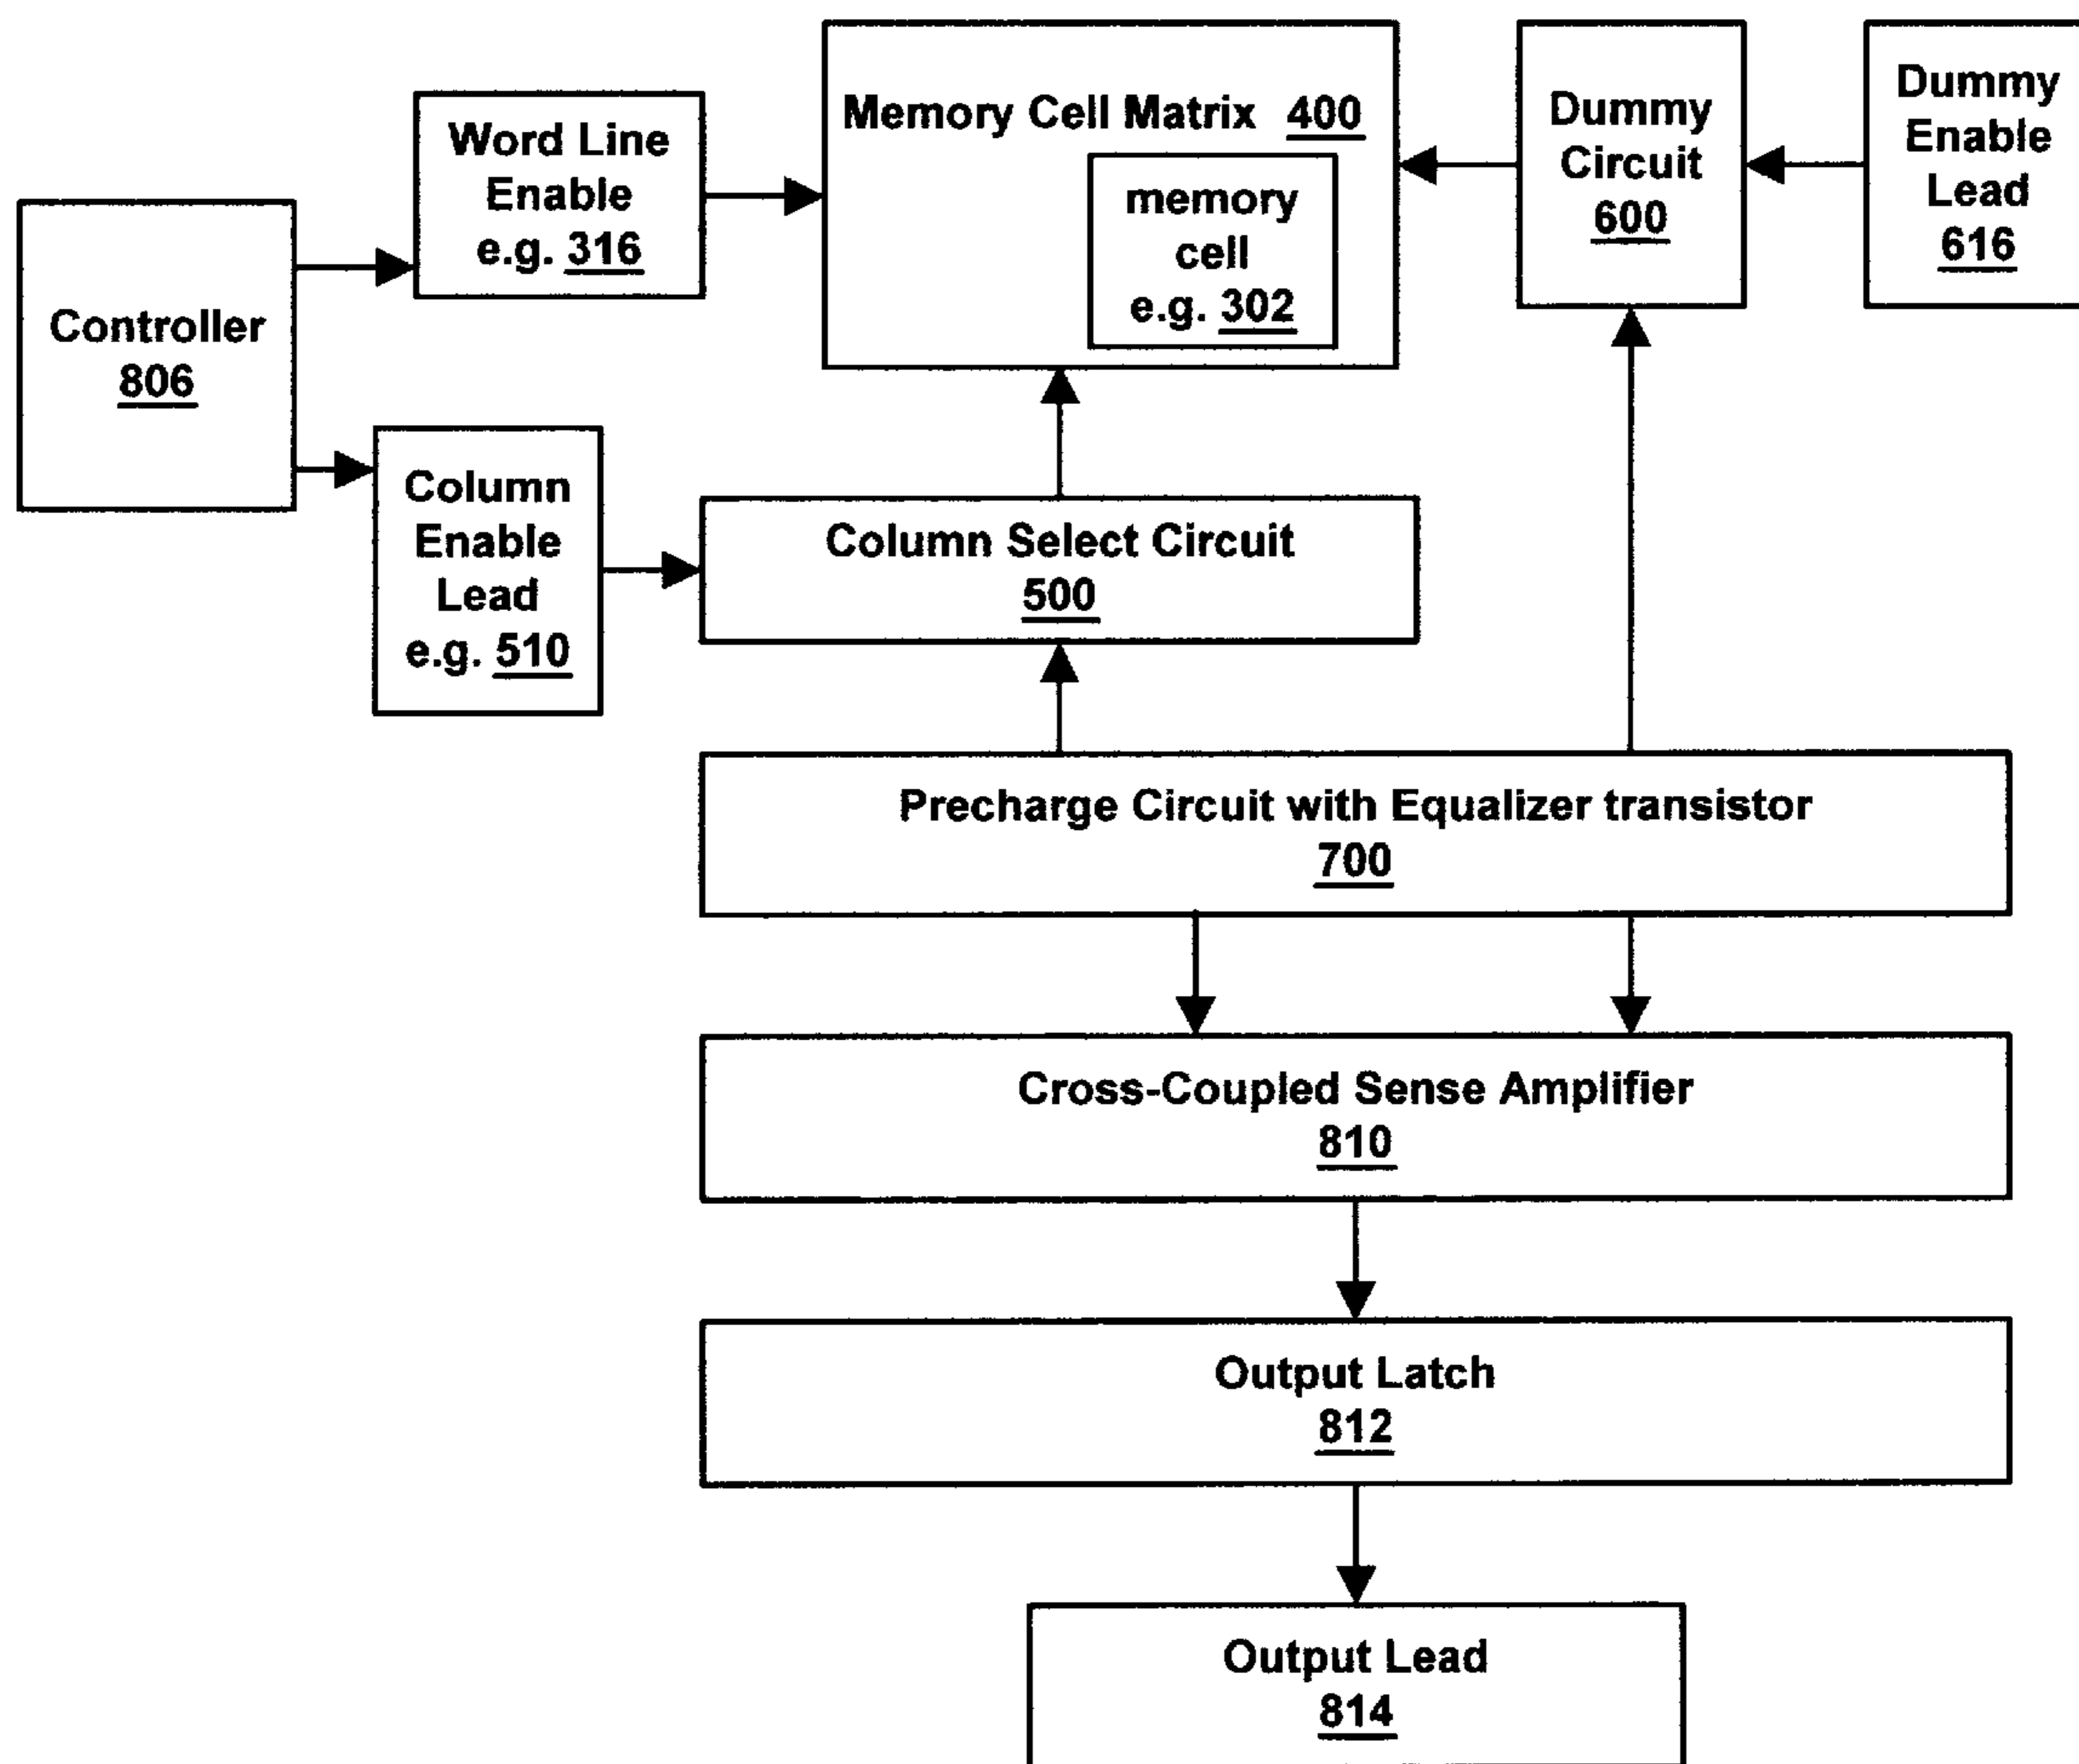 Controller
806
Word Line
Enable
e.g. 316
Column
Enable
Lead
e.g. 510
Memory Cell Matrix 400
memory
cell
e.g. 302
Dummy
Circuit
600
Dummy
Enable
Lead
616
Column Select Circuit
500
Precharge Circuit with Equalizer transistor
700
Cross-Coupled Sense Amplifier
810
Output Latch
812
Output Lead
814